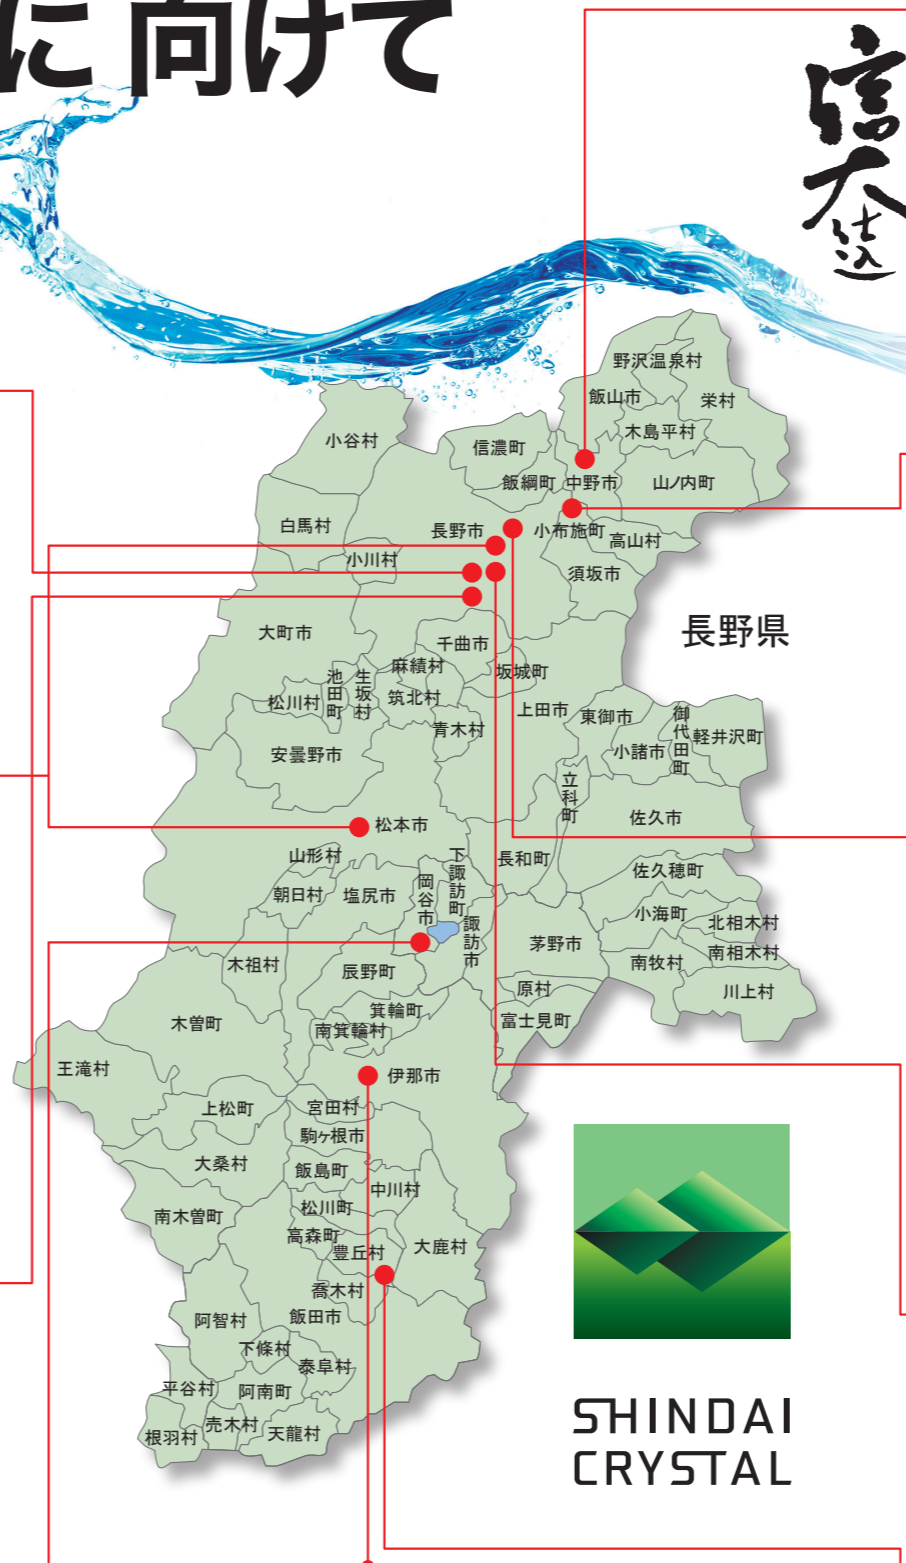 に 向けて
信大
仕込
野沢温泉村
飯山市
栄村
木島平村
小谷村
信濃町
飯綱町
中野市
山ノ内町
白馬村
長野市
小布施町
高山村
小川村
須坂市
大町市
長野県
千曲市
麻績村
坂城町
池田町
生坂村
松川村
筑北村
上田市
東御市
御代田町
軽井沢町
青木村
小諸市
安曇野市
立科町
佐久市
松本市
山形村
下諏訪町
長和町
佐久穂町
朝日村
塩尻市
岡谷市
小海町
北相木村
諏訪市
茅野市
南相木村
木祖村
辰野町
南牧村
原村
川上村
箕輪町
富士見町
木曽町
南箕輪村
王滝村
伊那市
上松町
宮田村
駒ヶ根市
大桑村
飯島町
中川村
南木曽町
松川町
高森町
豊丘村
大鹿村
喬木村
阿智村
飯田市
下條村
泰阜村
平谷村
阿南町
売木村
根羽村
天龍村
SHINDAI
CRYSTAL